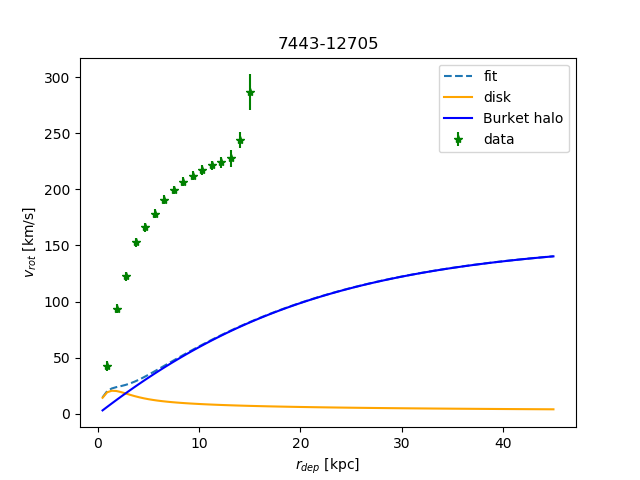 7443-12705
300
250
200
150
100
50
0
v_rot [km/s]
fit
disk
Burket halo
data
0 10 20 30 40
r_dep [kpc]